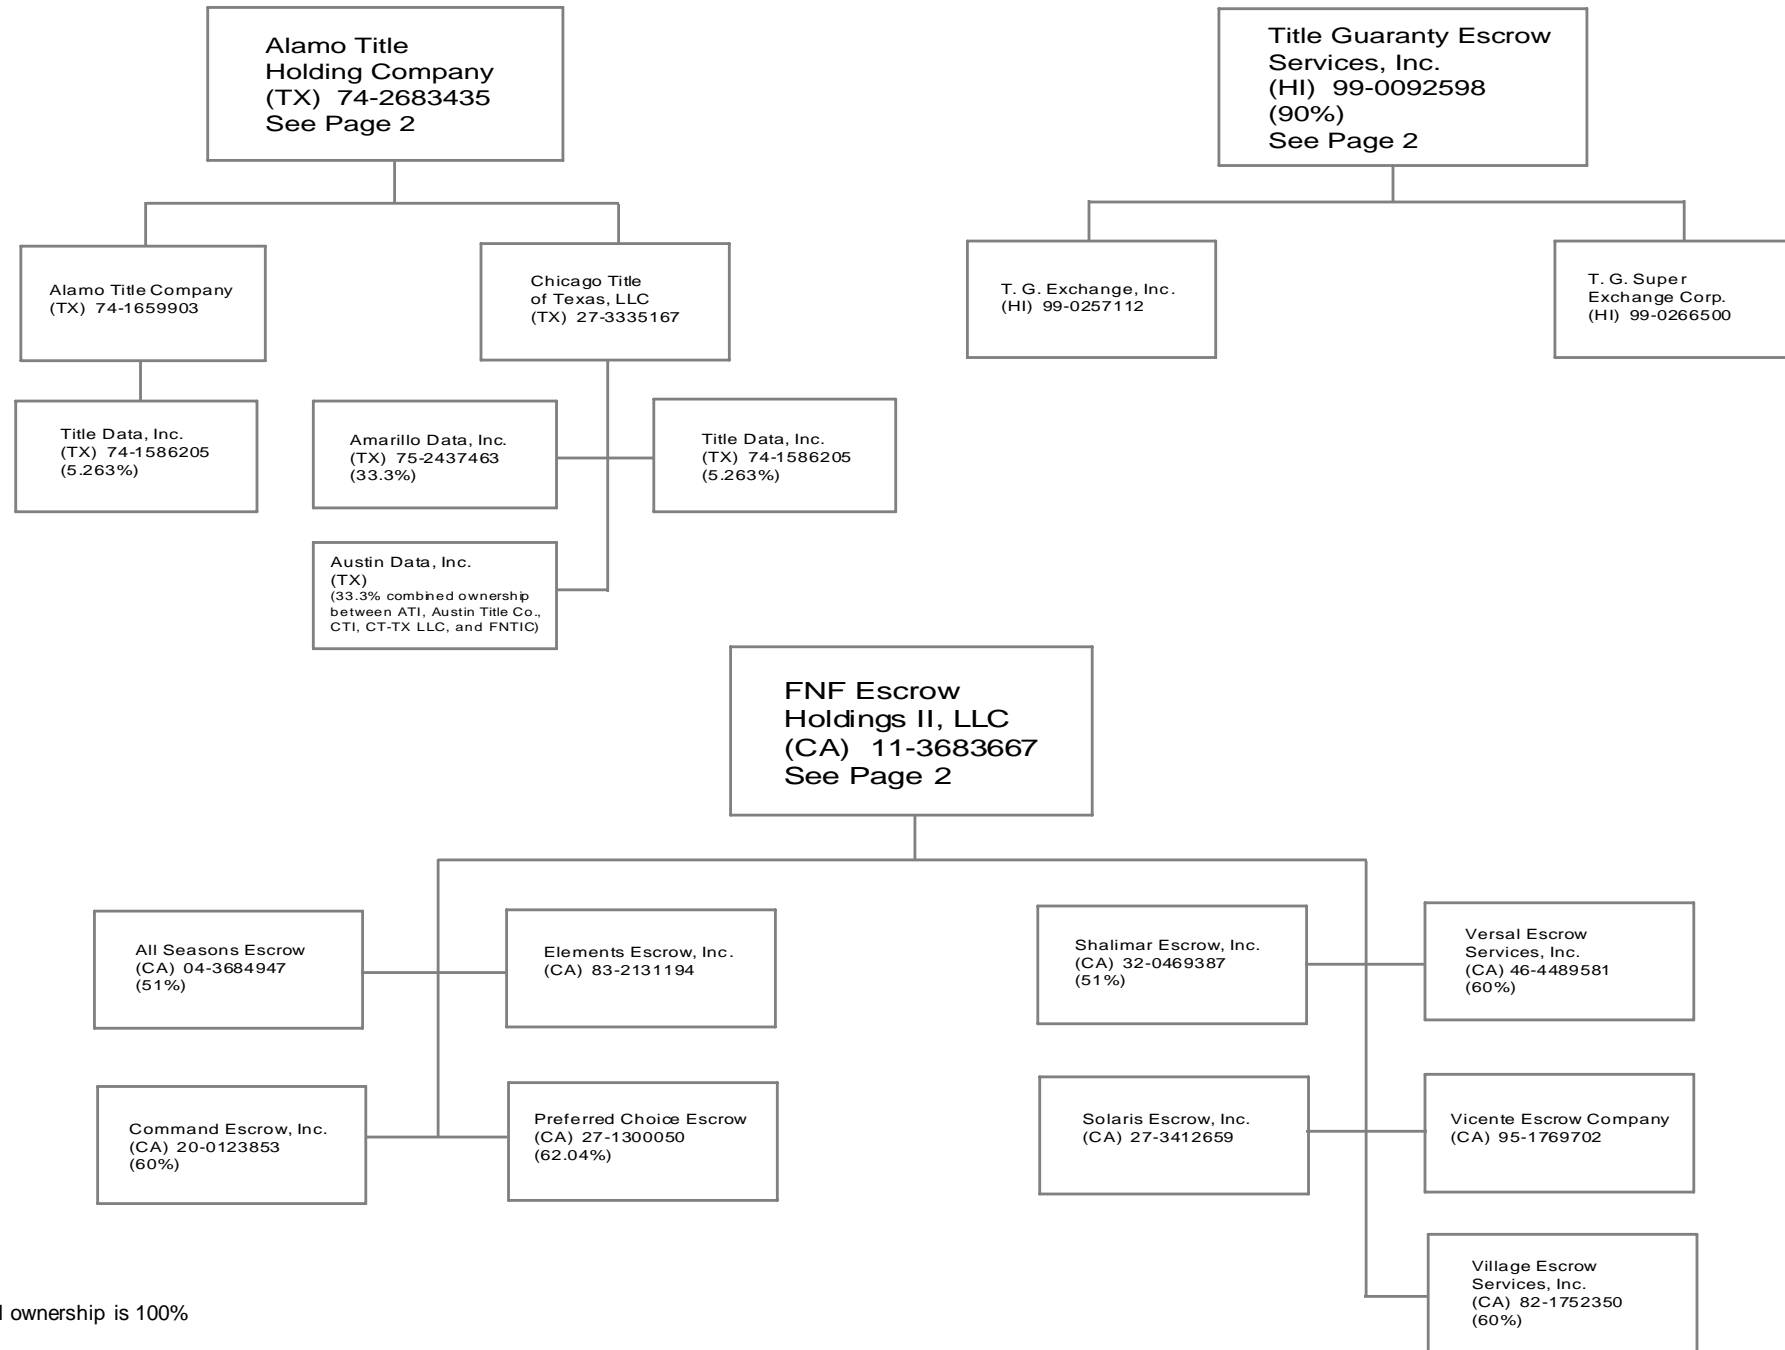 Alamo Title
Holding Company
(TX) 74-2683435
See Page 2
Title Guaranty Escrow
Services, Inc.
(HI) 99-0092598
(90%)
See Page 2
Alamo Title Company
(TX) 74-1659903
Chicago Title
of Texas, LLC
(TX) 27-3335167
T. G. Exchange, Inc.
(HI) 99-0257112
T. G. Super
Exchange Corp.
(HI) 99-0266500
Title Data, Inc.
(TX) 74-1586205
(5.263%)
Amarillo Data, Inc.
(TX) 75-2437463
(33.3%)
Title Data, Inc.
(TX) 74-1586205
(5.263%)
Austin Data, Inc.
(TX)
(33.3% combined ownership
between ATI, Austin Title Co.,
CTI, CT-TX LLC, and FNTIC)
FNF Escrow
Holdings II, LLC
(CA) 11-3683667
See Page 2
All Seasons Escrow
(CA) 04-3684947
(51%)
Elements Escrow, Inc.
(CA) 83-2131194
Shalimar Escrow, Inc.
(CA) 32-0469387
(51%)
Versal Escrow
Services, Inc.
(CA) 46-4489581
(60%)
Command Escrow, Inc.
(CA) 20-0123853
(60%)
Preferred Choice Escrow
(CA) 27-1300050
(62.04%)
Solaris Escrow, Inc.
(CA) 27-3412659
Vicente Escrow Company
(CA) 95-1769702
Village Escrow
Services, Inc.
(CA) 82-1752350
(60%)
ownership is 100%